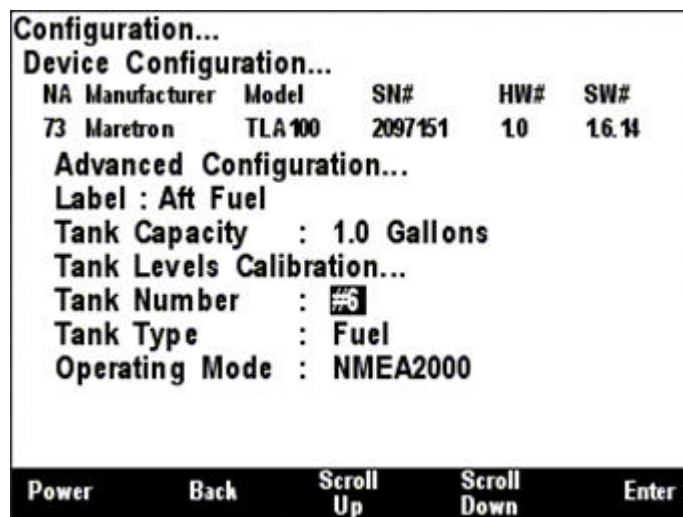 Configuration...
Device Configuration...
NA Manufacturer Model SN# HW# SW#
73 Maretron TLA100 2097151 1.0 1.6.14
Advanced Configuration...
Label : Aft Fuel
Tank Capacity : 1.0 Gallons
Tank Levels Calibration...
Tank Number : #6
Tank Type : Fuel
Operating Mode : NMEA2000
Power Back Scroll Up Scroll Down Enter